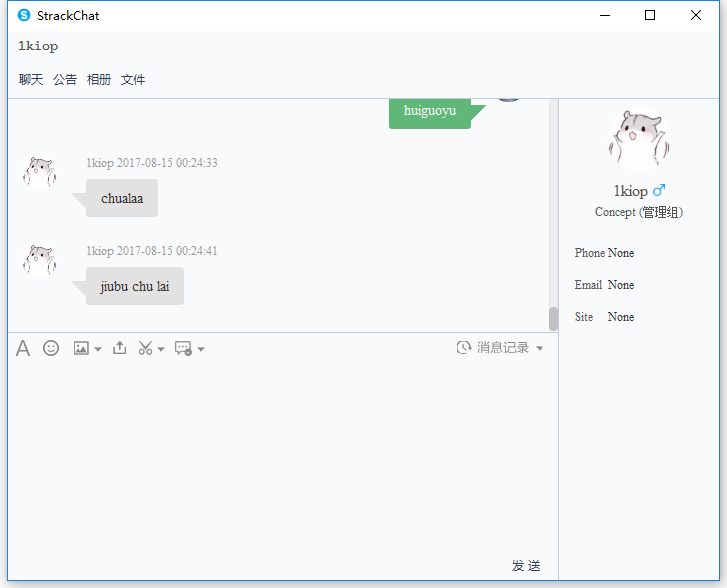 StrackChat
1kiop
聊天 公告 相册 文件
huiguoyu
1kiop 2017-08-15 00:24:33
chualaa
1kiop 2017-08-15 00:24:41
jiubu chu lai
消息记录
发 送
1kiop
Concept (管理组)
Phone None
Email None
Site None